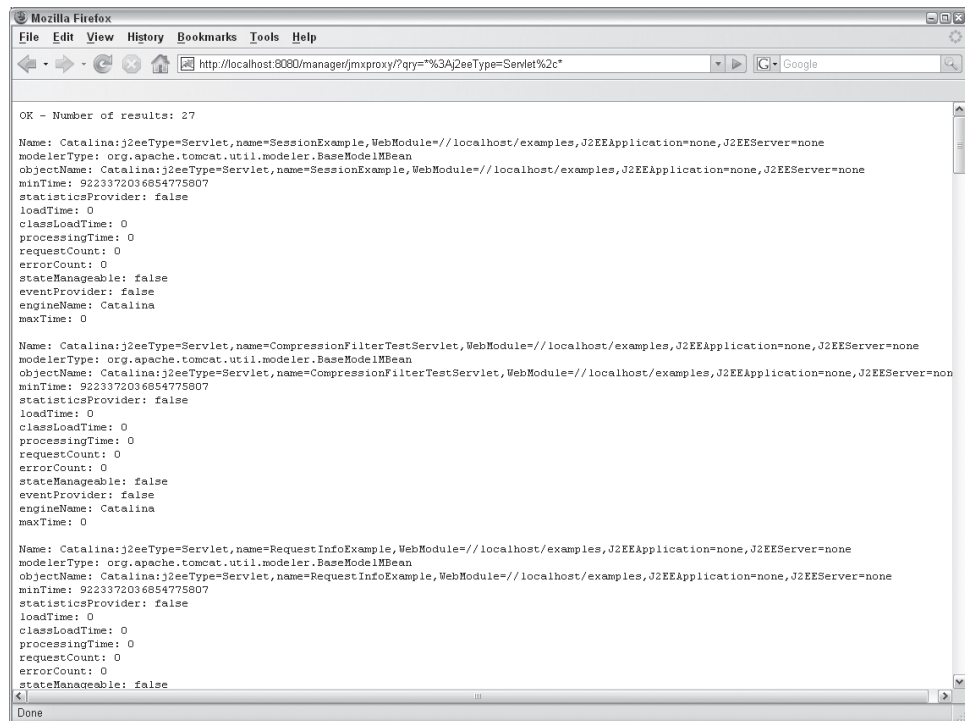 Mozilla Firefox
File Edit View History Bookmarks Tools Help
http://localhost:8080/manager/jmxproxy/?qry=*%3Aj2eeType=Servlet%2c*
G Google
OK - Number of results: 27
Name: Catalina:j2eeType=Servlet,name=SessionExample,WebModule=//localhost/examples,J2EEApplication=none,J2EEServer=none
modelerType: org.apache.tomcat.util.modeler.BaseModelMBean
objectName: Catalina:j2eeType=Servlet,name=SessionExample,WebModule=//localhost/examples,J2EEApplication=none,J2EEServer=none
minTime: 9223372036854775807
statisticsProvider: false
loadTime: 0
classLoadTime: 0
processingTime: 0
requestCount: 0
errorCount: 0
stateManageable: false
eventProvider: false
engineName: Catalina
maxTime: 0
Name: Catalina:j2eeType=Servlet,name=CompressionFilterTestServlet,WebModule=//localhost/examples,J2EEApplication=none,J2EEServer=none
modelerType: org.apache.tomcat.util.modeler.BaseModelMBean
objectName: Catalina:j2eeType=Servlet,name=CompressionFilterTestServlet,WebModule=//localhost/examples,J2EEApplication=none,J2EEServer=non
minTime: 9223372036854775807
statisticsProvider: false
loadTime: 0
classLoadTime: 0
processingTime: 0
requestCount: 0
errorCount: 0
stateManageable: false
eventProvider: false
engineName: Catalina
maxTime: 0
Name: Catalina:j2eeType=Servlet,name=RequestInfoExample,WebModule=//localhost/examples,J2EEApplication=none,J2EEServer=none
modelerType: org.apache.tomcat.util.modeler.BaseModelMBean
objectName: Catalina:j2eeType=Servlet,name=RequestInfoExample,WebModule=//localhost/examples,J2EEApplication=none,J2EEServer=none
minTime: 9223372036854775807
statisticsProvider: false
loadTime: 0
classLoadTime: 0
processingTime: 0
requestCount: 0
errorCount: 0
stateManageable: false
Done